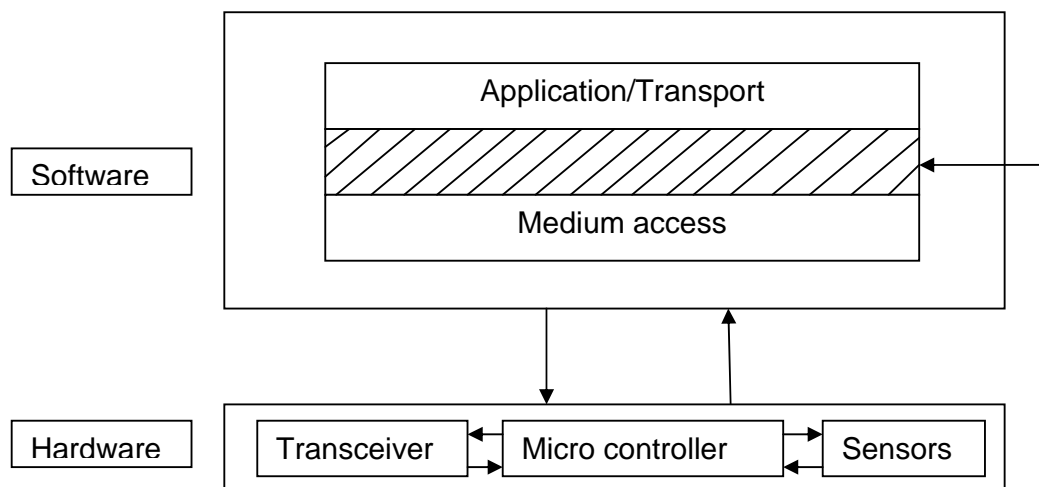 Application/Transport
Software
Medium access
Hardware
Transceiver
Micro controller
Sensors